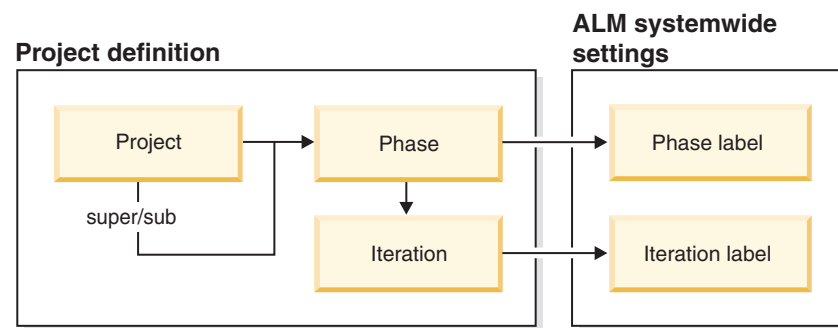 Project definition
ALM systemwide
settings
Project
Phase
Phase label
super/sub
Iteration
Iteration label